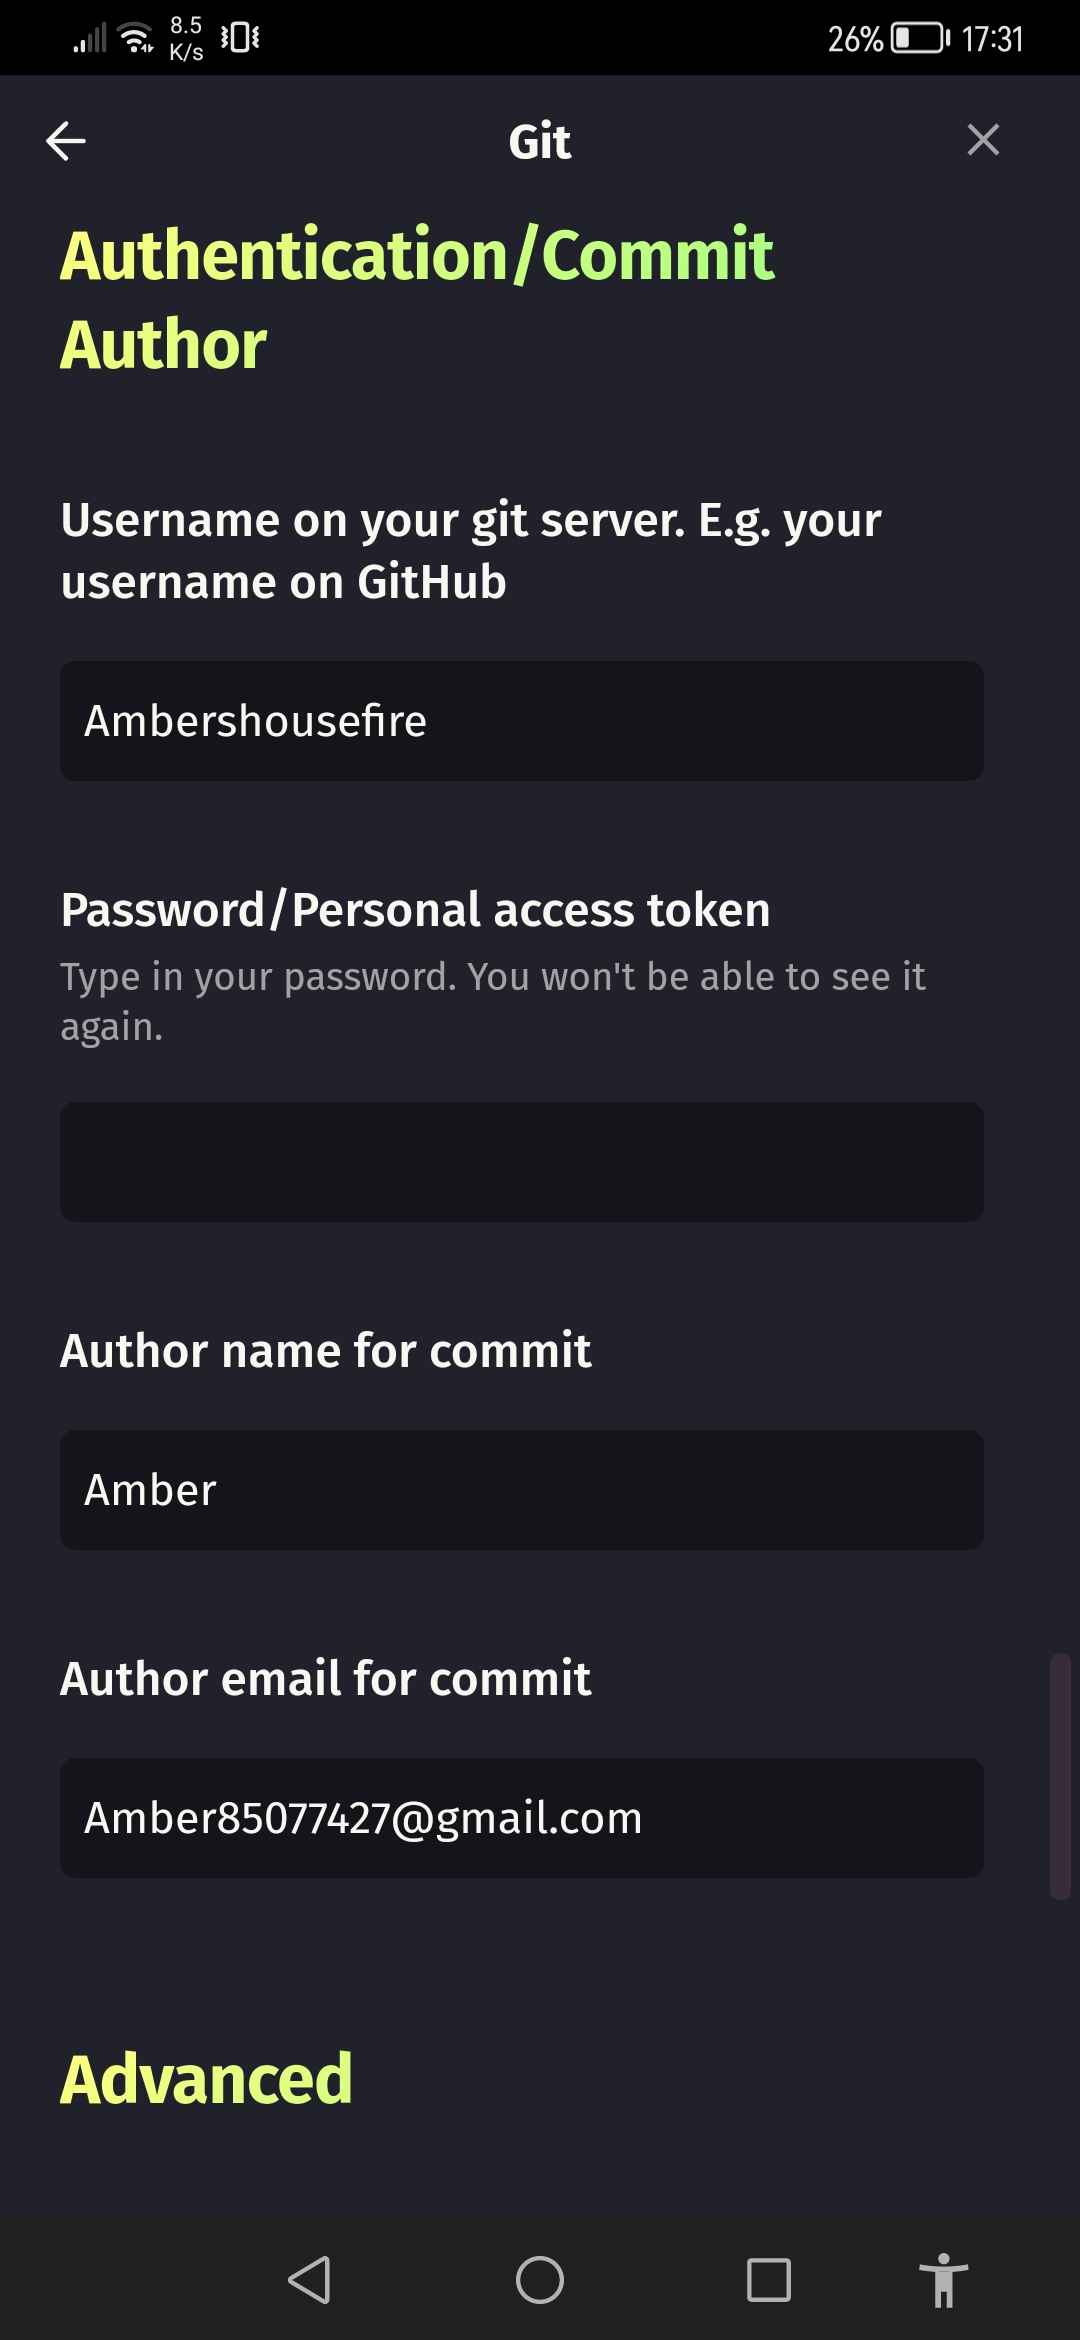 8.5
K/s
26%
17:31
Git
Authentication/Commit
Author
Username on your git server. E.g. your
username on GitHub
Ambershousefire
Password/Personal access token
Type in your password. You won't be able to see it
again.
Author name for commit
Amber
Author email for commit
Amber85077427@gmail.com
Advanced